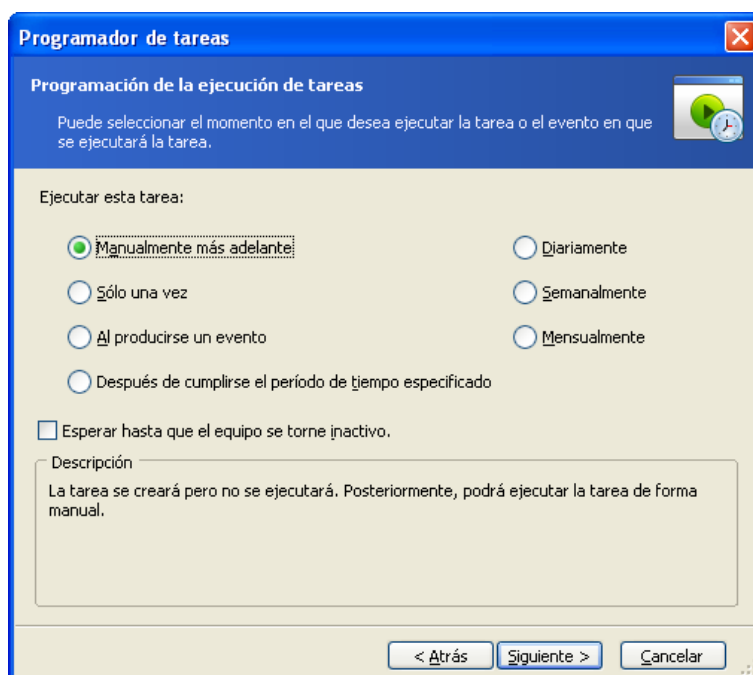 Programador de tareas
Programación de la ejecución de tareas
Puede seleccionar el momento en el que desea ejecutar la tarea o el evento en que
se ejecutará la tarea.
Ejecutar esta tarea:
Manualmente más adelante
Diariamente
Sólo una vez
Semanalmente
Al producirse un evento
Mensualmente
Después de cumplirse el período de tiempo especificado
Esperar hasta que el equipo se torne inactivo.
Descripción
La tarea se creará pero no se ejecutará. Posteriormente, podrá ejecutar la tarea de forma
manual.
< Atrás
Siguiente >
Cancelar